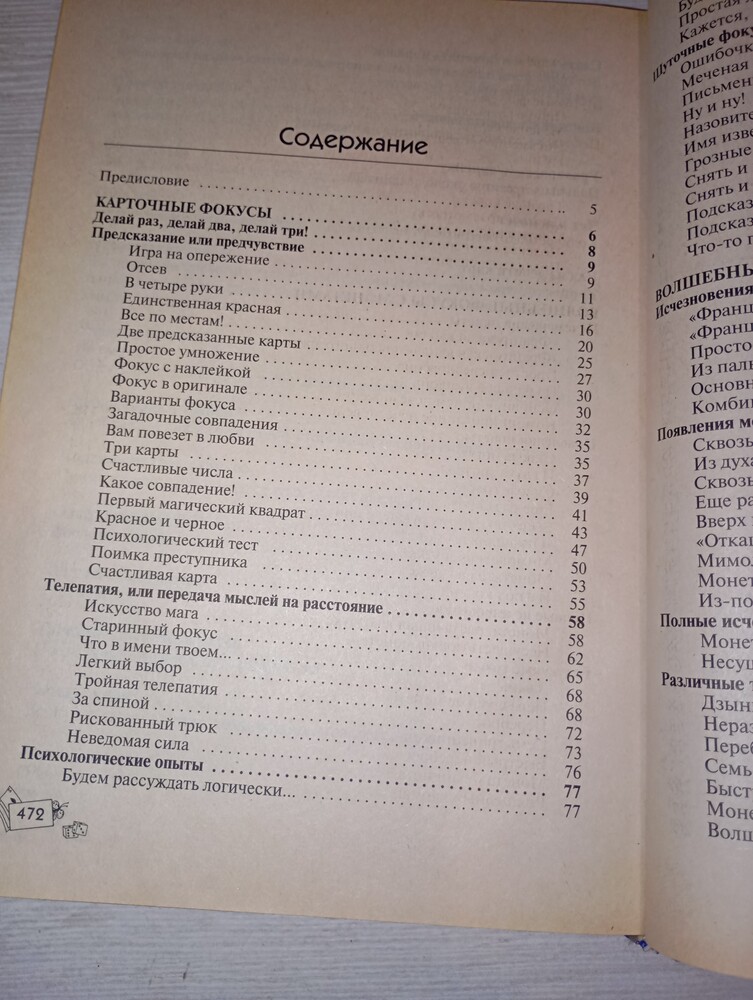 Содержание
Предисловие 5
КАРТОЧНЫЕ ФОКУСЫ 6
Делай раз, делай два, делай три! 8
Предсказание или предчувствие 9
Игра на опережение 9
Отсев 11
В четыре руки 13
Единственная красная 16
Все по местам! 20
Две предсказанные карты 25
Простое умножение 27
Фокус с наклейкой 30
Фокус в оригинале 30
Варианты фокуса 32
Загадочные совпадения 35
Вам повезет в любви 35
Три карты 37
Счастливые числа 39
Какое совпадение! 41
Первый магический квадрат 43
Красное и черное 47
Психологический тест 50
Поимка преступника 53
Счастливая карта 55
Телепатия, или передача мыслей на расстояние 58
Искусство мага 58
Старинный фокус 62
Что в имени твоем... 65
Легкий выбор 68
Тройная телепатия 68
За спиной 72
Рискованный трюк 73
Неведомая сила 76
Психологические опыты 77
Будем рассуждать логически... 77
472
Простая
Кажется,
Шуточные фоку
Ошибочк
Меченая
Письмен
Ну и ну!
Назовите
Имя изве
Грозные
Снять и
Снять и
Подсказ
Подсказ
Что-то п
ВОЛШЕБНЫ
Исчезновения
«Франц
«Франц
Просто
Из паль
Основн
Комби
Появления м
Сквозь
Из духа
Сквозь
Еще ра
Вверх
«Откаш
Мимол
Монет
Из-по
Полные исче
Монет
Несущ
Различные т
Дзынь
Нераз
Переб
Семь
Быст
Моне
Волш